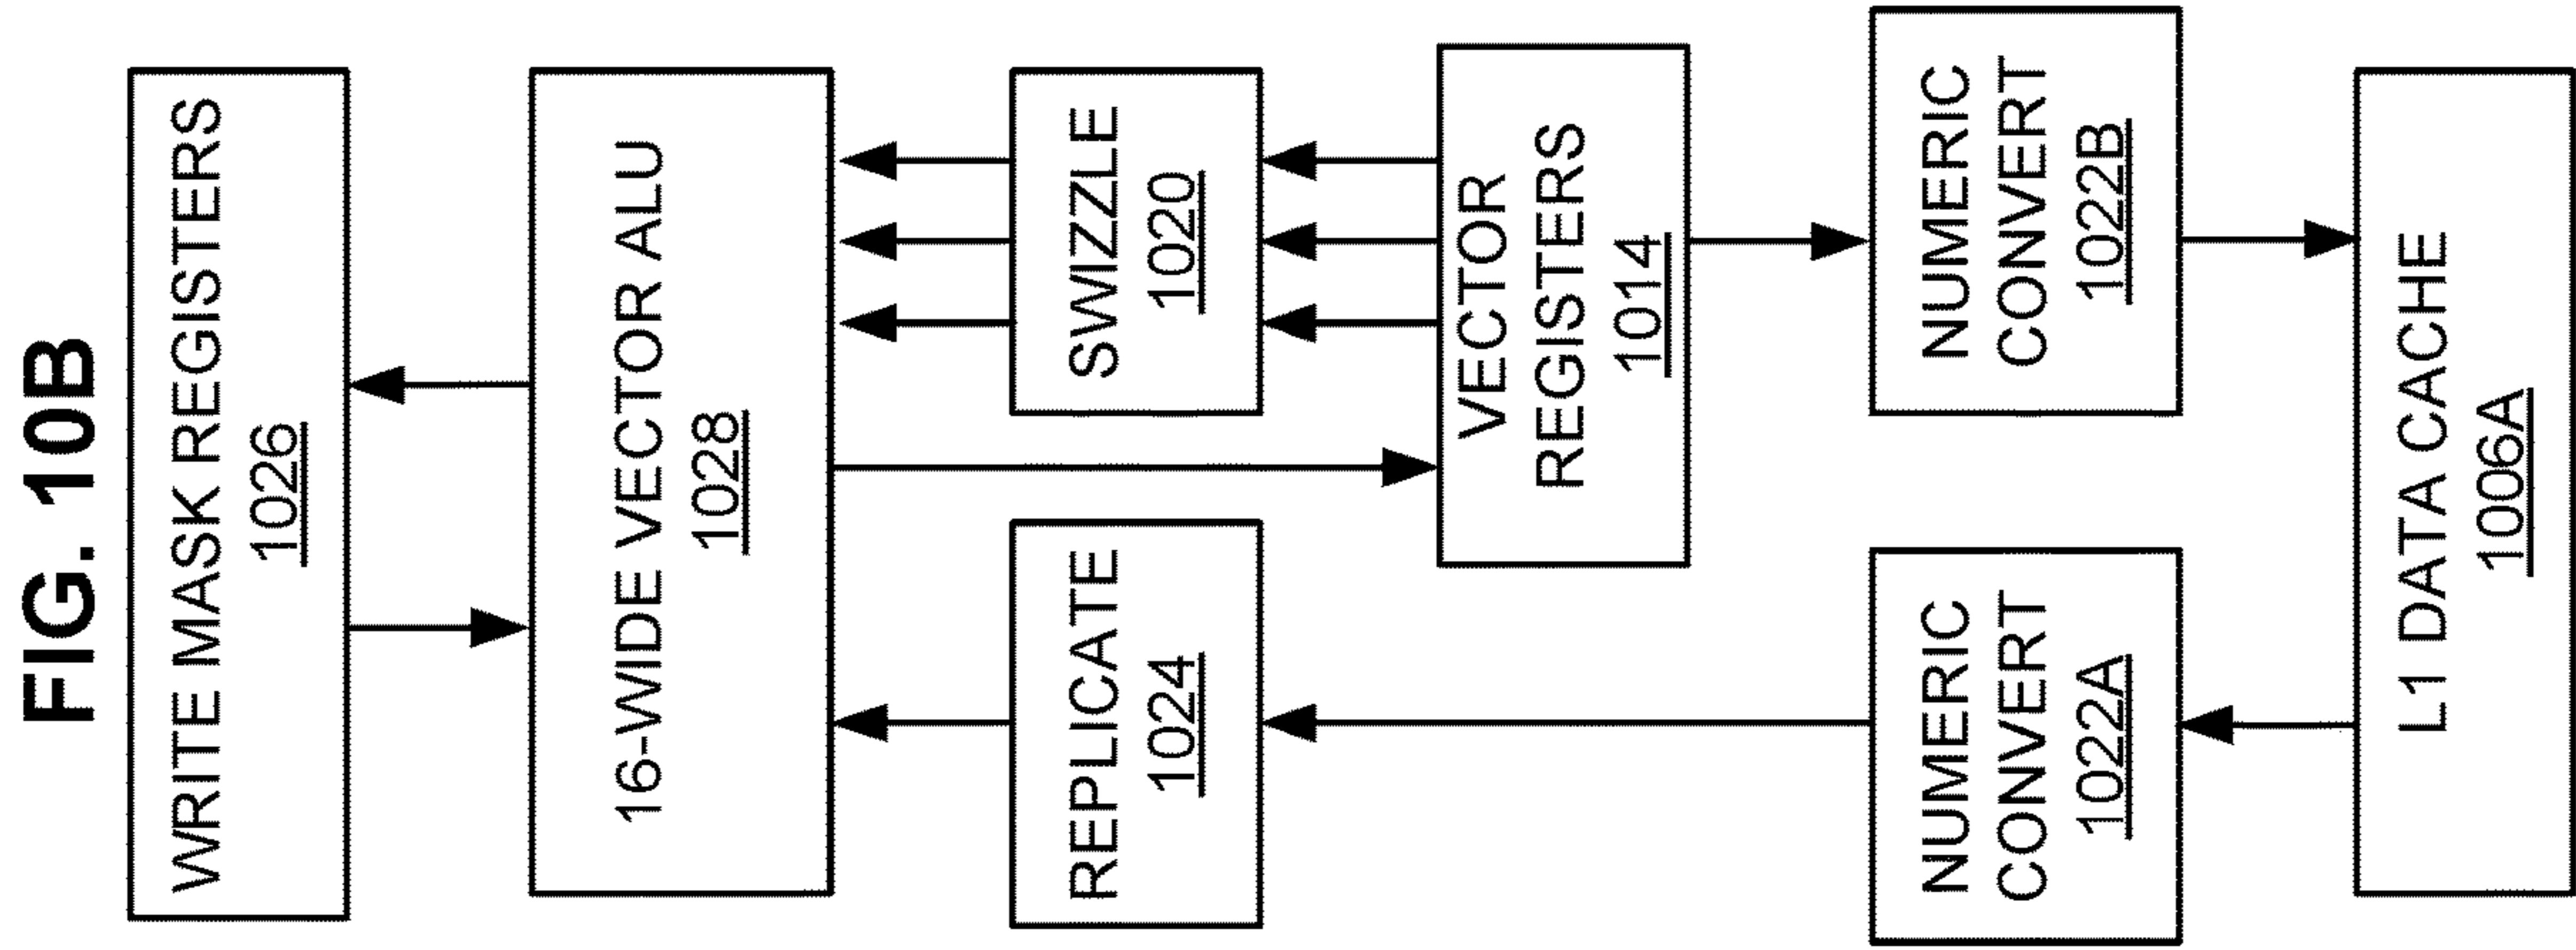 FIG. 10B
WRITE MASK REGISTERS
1026
16-WIDE VECTOR ALU
1028
REPLICATE
1024
SWIZZLE
1020
VECTOR
REGISTERS
1014
NUMERIC
CONVERT
1022A
NUMERIC
CONVERT
1022B
L1 DATA CACHE
1006A